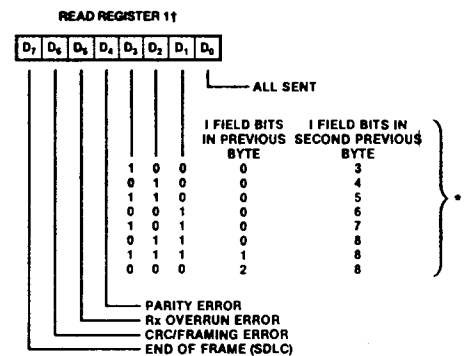 READ REGISTER 1†
D7 D6 D5 D4 D3 D2 D1 D0
ALL SENT
I FIELD BITS I FIELD BITS IN
IN PREVIOUS SECOND PREVIOUS
BYTE BYTE
1 0 0 0 3
0 1 0 0 4
1 1 0 0 5
0 0 1 0 6
1 0 1 0 7
0 1 1 0 8
1 1 1 1 8
0 0 0 2 8
*
PARITY ERROR
Rx OVERRUN ERROR
CRC/FRAMING ERROR
END OF FRAME (SDLC)